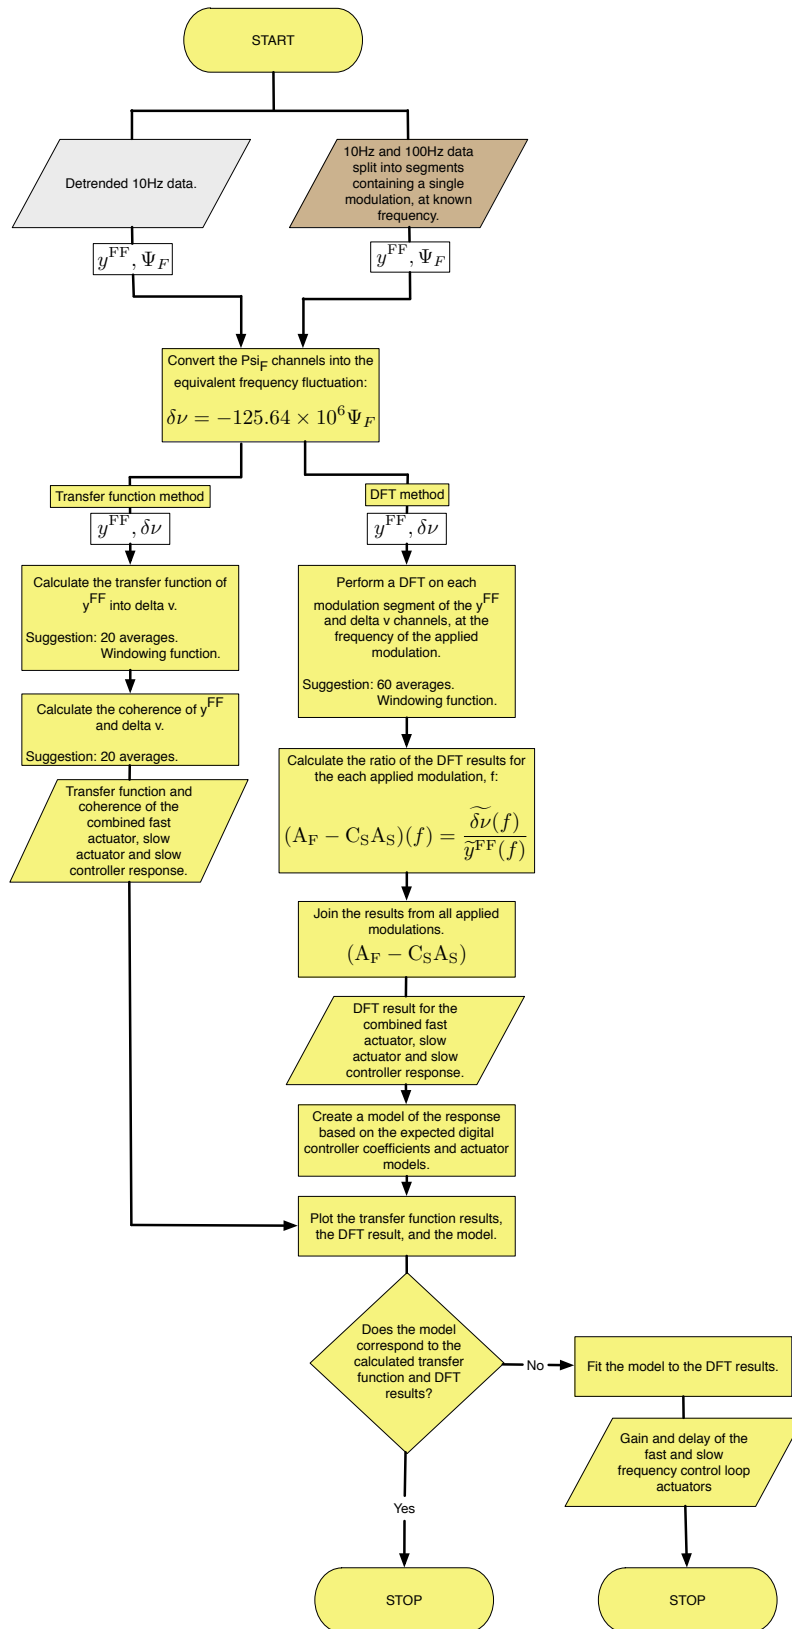 START
Detrended 10Hz data.
10Hz and 100Hz data
split into segments
containing a single
modulation, at known
frequency.
y^FF, Ψ_F
y^FF, Ψ_F
Convert the Psi_F channels into the
equivalent frequency fluctuation:
δν = −125.64 × 10^6 Ψ_F
Transfer function method
DFT method
y^FF, δν
y^FF, δν
Calculate the transfer function of
y^FF into delta v.
Suggestion: 20 averages.
Windowing function.
Calculate the coherence of y^FF
and delta v.
Suggestion: 20 averages.
Transfer function and
coherence of the
combined fast
actuator, slow
actuator and slow
controller response.
Perform a DFT on each
modulation segment of the y^FF
and delta v channels, at the
frequency of the applied
modulation.
Suggestion: 60 averages.
Windowing function.
Calculate the ratio of the DFT results for
the each applied modulation, f:
(A_F − C_S A_S)(f) = \widetilde{δν}(f) / \widetilde{y}^FF(f)
Join the results from all applied
modulations.
(A_F − C_S A_S)
DFT result for the
combined fast
actuator, slow
actuator and slow
controller response.
Create a model of the response
based on the expected digital
controller coefficients and actuator
models.
Plot the transfer function results,
the DFT result, and the model.
Does the model
correspond to the
calculated transfer
function and DFT
results?
No
Fit the model to the DFT results.
Gain and delay of the
fast and slow
frequency control loop
actuators
Yes
STOP
STOP